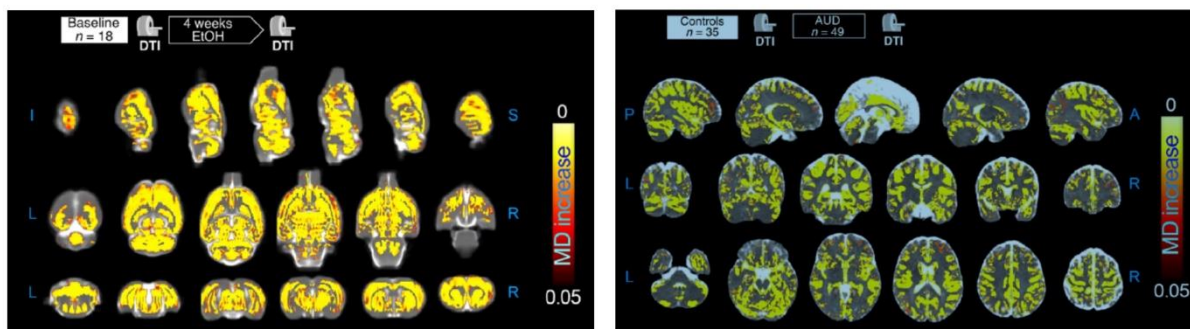 Baseline
n = 18
DTI
4 weeks
EtOH
DTI
I
S
L
R
L
R
0
MD increase
0.05
Controls
n = 35
DTI
AUD
n = 49
DTI
P
A
L
R
L
R
0
MD increase
0.05